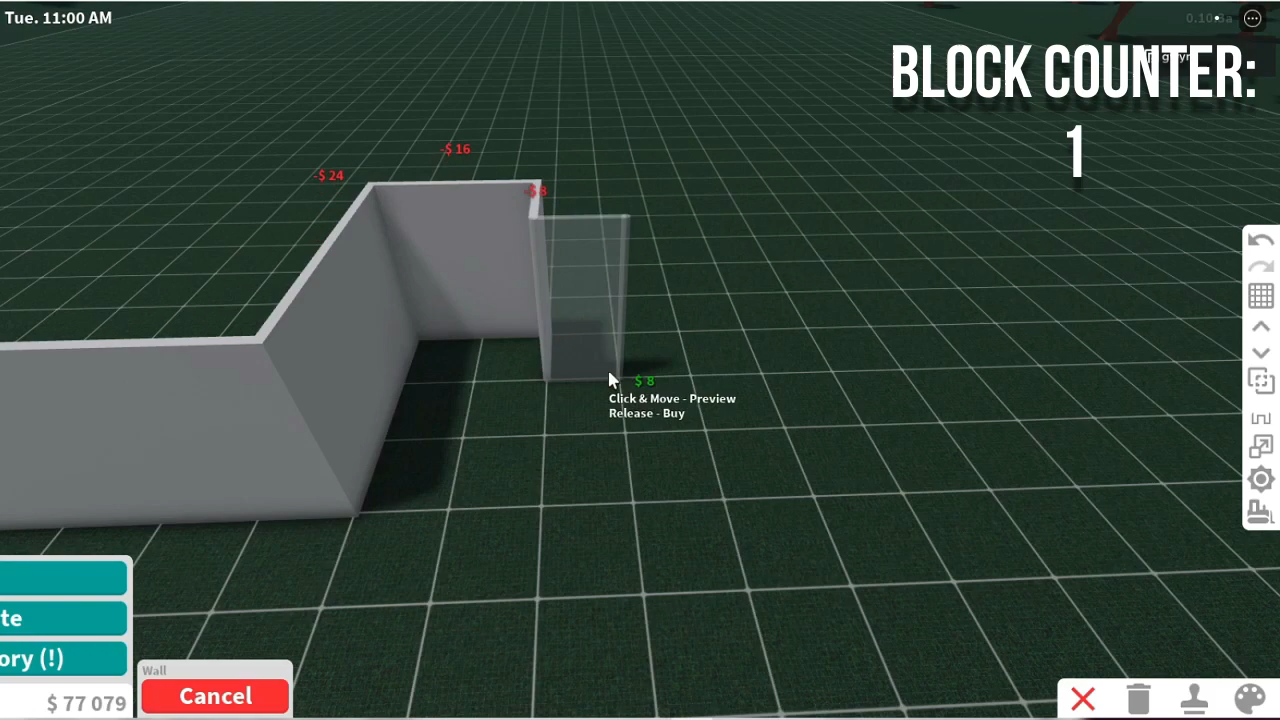 Tue. 11:00 AM
BLOCK COUNTER:
1
-$ 16
-$ 24
-$ 8
$ 8
Click & Move - Preview
Release - Buy
te
ory (!)
$ 77 079
Wall
Cancel